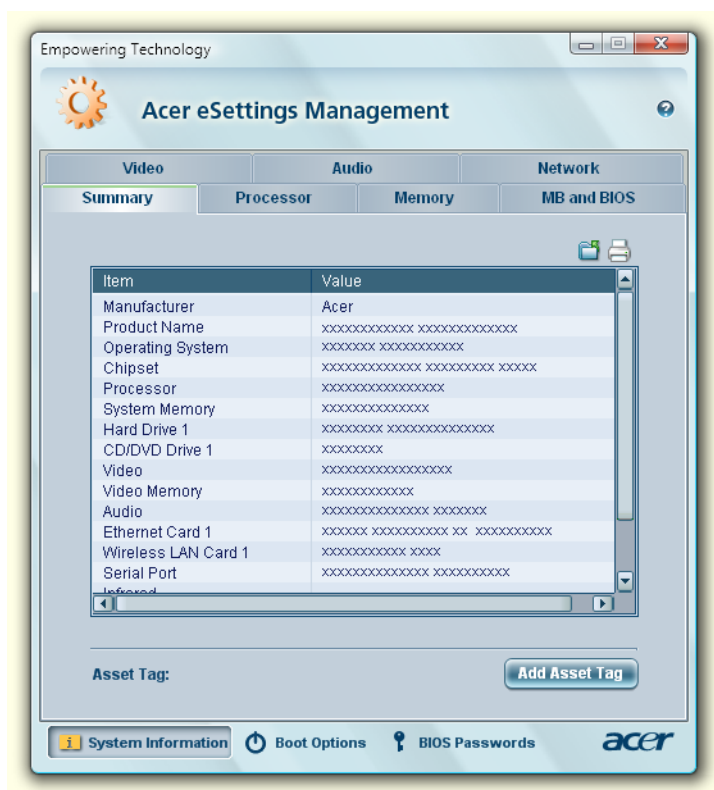 Empowering Technology
Acer eSettings Management
Video Audio Network
Summary Processor Memory MB and BIOS
Item Value
Manufacturer Acer
Product Name xxxxxxxxxxxx xxxxxxxxxxxxx
Operating System xxxxxxx xxxxxxxxxxx
Chipset xxxxxxxxxxxxx xxxxxxxxx xxxxx
Processor xxxxxxxxxxxxxxxx
System Memory xxxxxxxxxxxxxx
Hard Drive 1 xxxxxxxx xxxxxxxxxxxxxx
CD/DVD Drive 1 xxxxxxxx
Video xxxxxxxxxxxxxxxxx
Video Memory xxxxxxxxxxxx
Audio xxxxxxxxxxxxxx xxxxxxx
Ethernet Card 1 xxxxxx xxxxxxxxxx xx xxxxxxxxxx
Wireless LAN Card 1 xxxxxxxxxxx xxxx
Serial Port xxxxxxxxxxxxxx xxxxxxxxxx
Infrared
Asset Tag: Add Asset Tag
System Information Boot Options BIOS Passwords acer